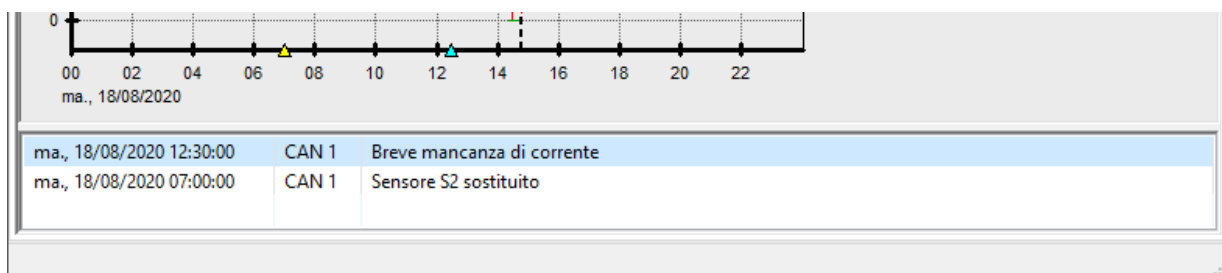 0
00 02 04 06 08 10 12 14 16 18 20 22
ma., 18/08/2020
ma., 18/08/2020 12:30:00 CAN 1 Breve mancanza di corrente
ma., 18/08/2020 07:00:00 CAN 1 Sensore S2 sostituito